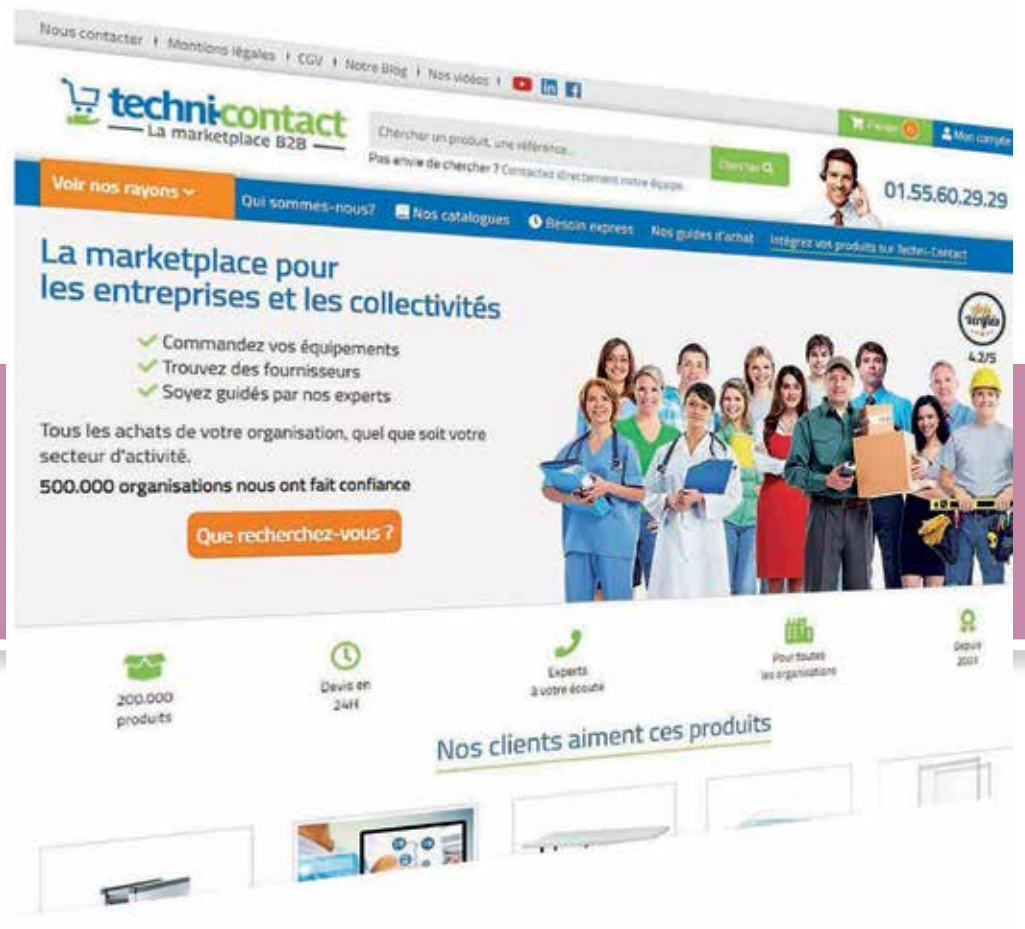 Nous contacter | Mentions légales | CGV | Notre Blog | Nos vidéos |
techni-contact
La marketplace B2B
Chercher un produit, une référence...
Chercher
Pas envie de chercher ? Contactez directement notre équipe.
Panier 0
Mon compte
01.55.60.29.29
Voir nos rayons
Qui sommes-nous?
Nos catalogues
Besoin express
Nos guides d'achat
Intégrez vos produits sur Techni-Contact
La marketplace pour
les entreprises et les collectivités
Commandez vos équipements
Trouvez des fournisseurs
Soyez guidés par nos experts
Tous les achats de votre organisation, quel que soit votre
secteur d'activité.
500.000 organisations nous ont fait confiance
Que recherchez-vous ?
4.2/5
200.000
produits
Devis en
24H
Experts
à votre écoute
Pour toutes
les organisations
Depuis
Nos clients aiment ces produits